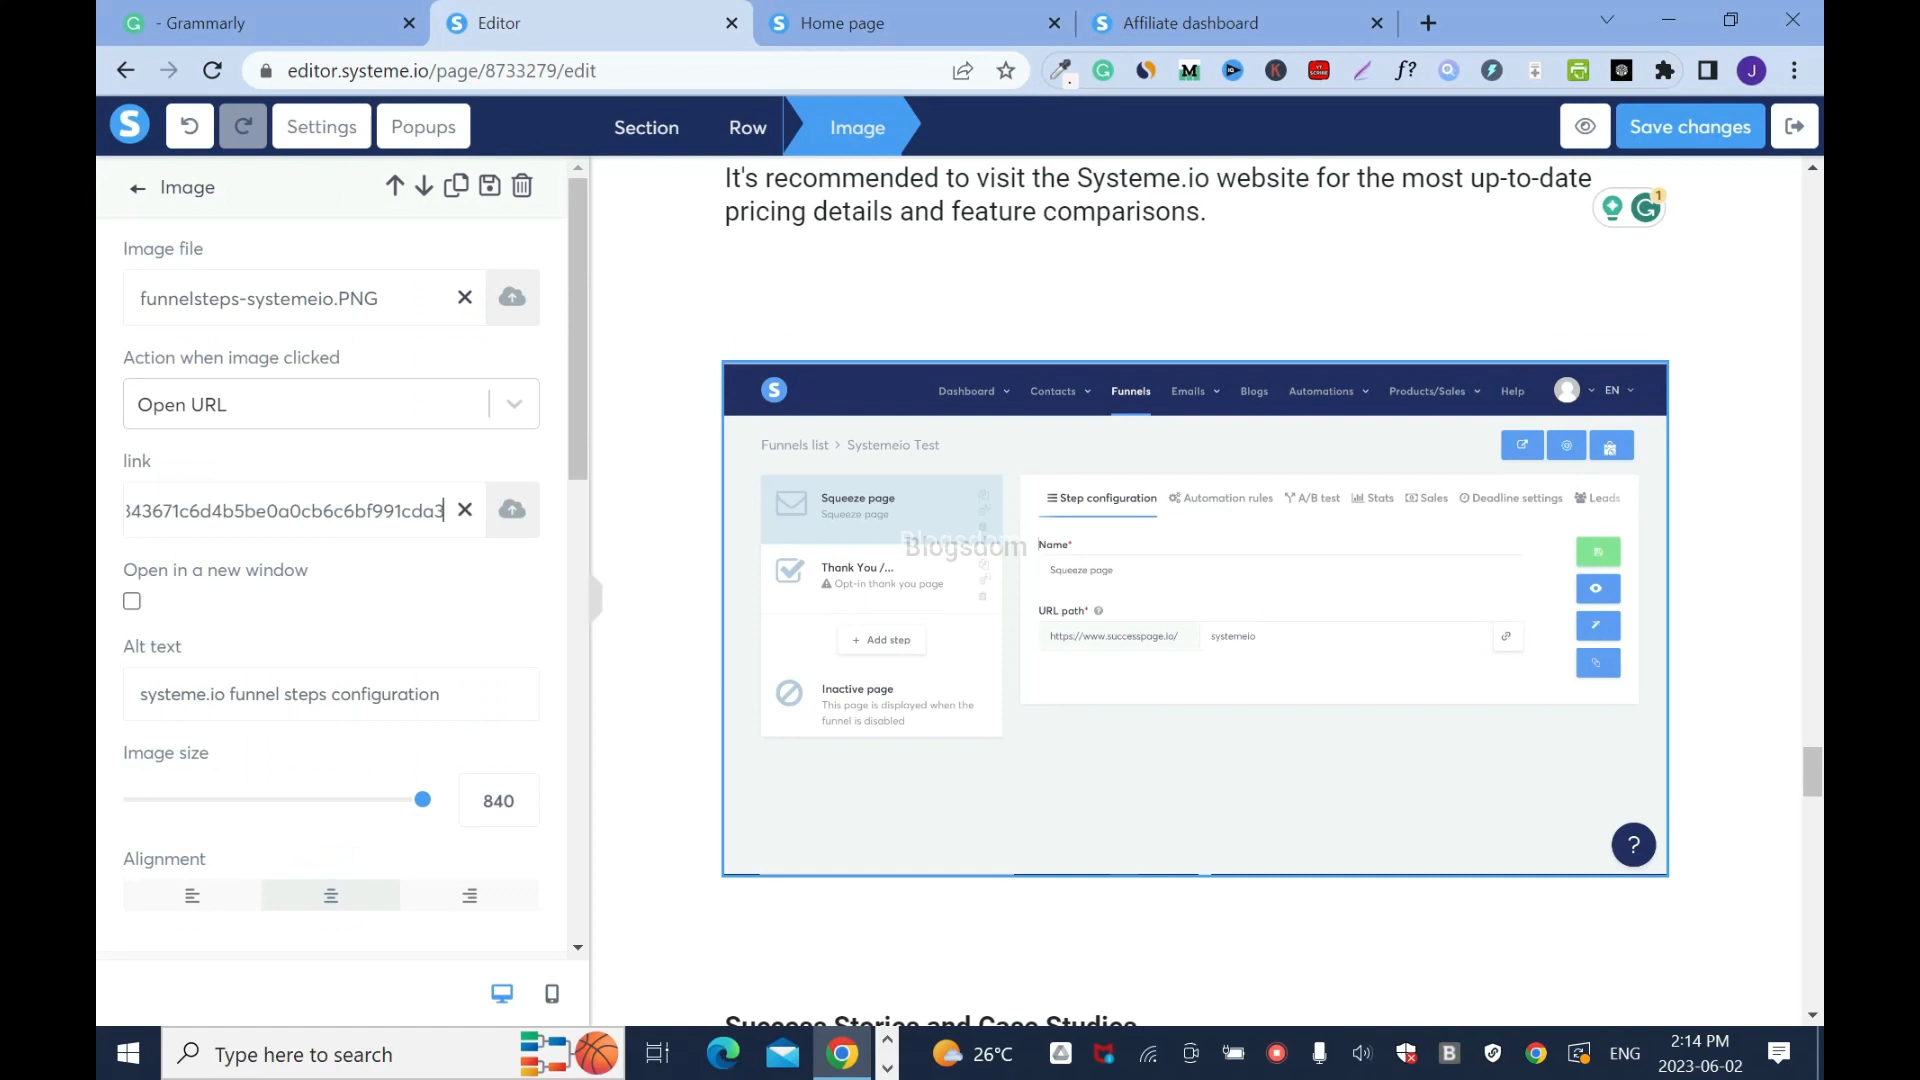 - Grammarly
Editor
Home page
Affiliate dashboard
editor.systeme.io/page/8733279/edit
Settings
Popups
Section
Row
Image
Save changes
Image
Image file
funnelsteps-systemeio.PNG
Action when image clicked
Open URL
link
343671c6d4b5be0a0cb6c6bf991cda3
Open in a new window
Alt text
systeme.io funnel steps configuration
Image size
840
Alignment
It's recommended to visit the Systeme.io website for the most up-to-date
pricing details and feature comparisons.
1
Dashboard
Contacts
Funnels
Emails
Blogs
Automations
Products/Sales
Help
EN
Funnels list > Systemeio Test
Squeeze page
Squeeze page
Thank You /...
Opt-in thank you page
+ Add step
Inactive page
This page is displayed when the
funnel is disabled
Step configuration
Automation rules
A/B test
Stats
Sales
Deadline settings
Leads
Blogsdom
Name*
Squeeze page
URL path*
https://www.successpage.io/
systemeio
?
Success Stories and Case Studies
Type here to search
26°C
ENG
2:14 PM
2023-06-02